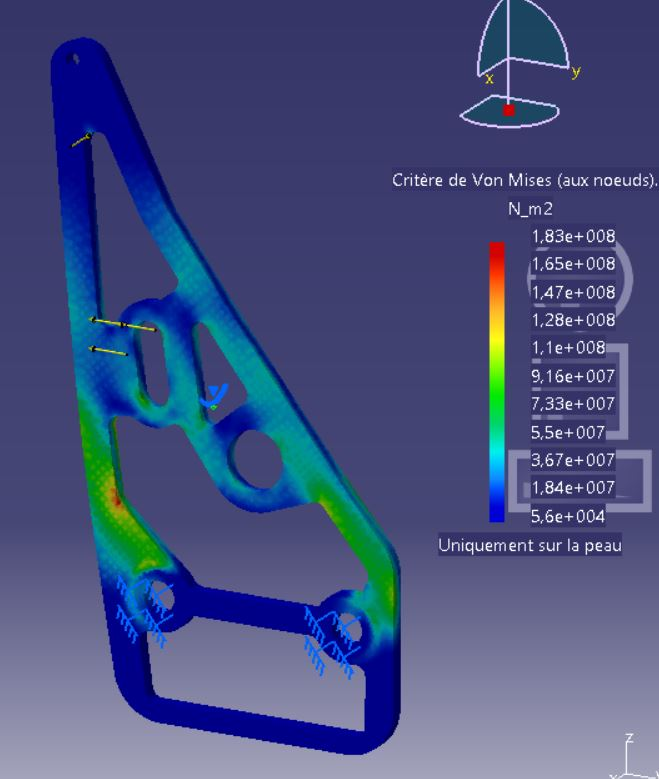 x
y
Critère de Von Mises (aux noeuds).
N_m2
1,83e+008
1,65e+008
1,47e+008
1,28e+008
1,1e+008
9,16e+007
7,33e+007
5,5e+007
3,67e+007
1,84e+007
5,6e+004
Uniquement sur la peau
z